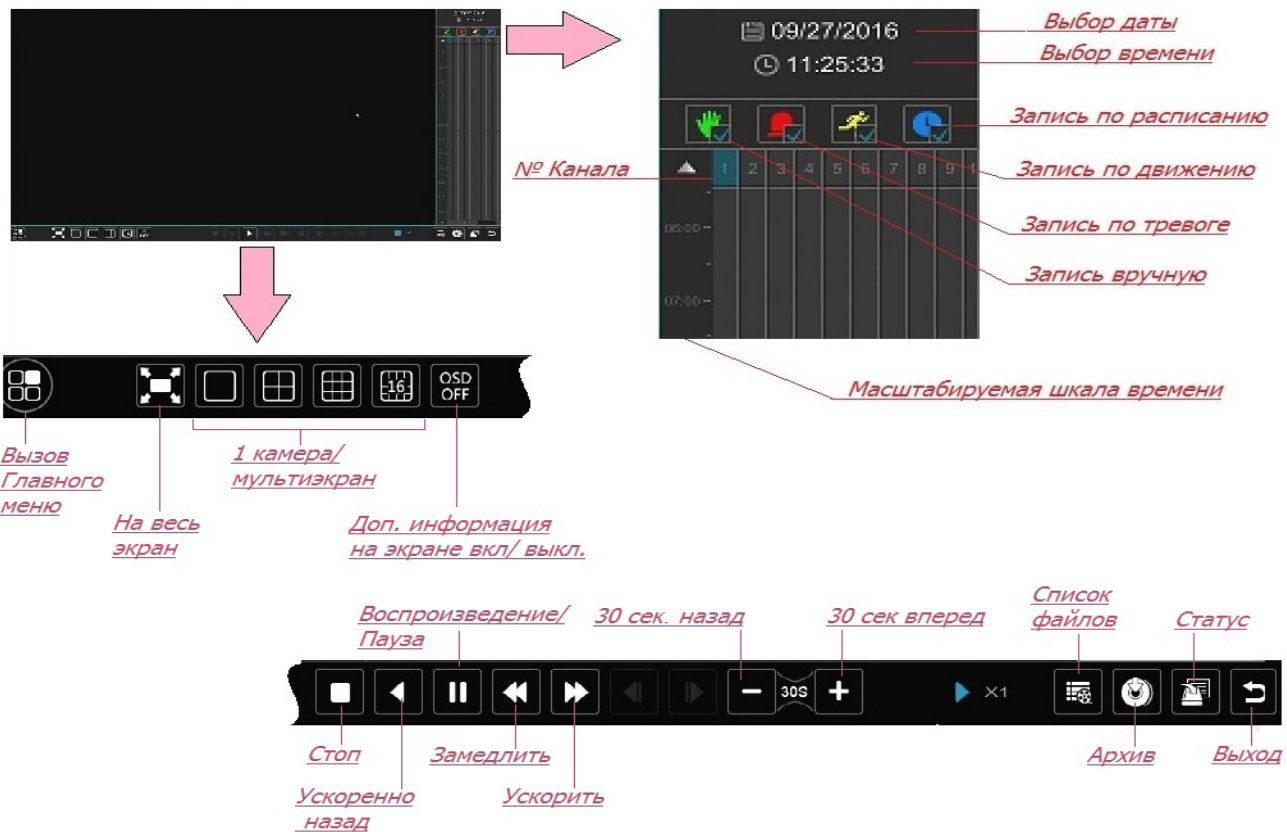 09/27/2016
11:25:33
Выбор даты
Выбор времени
Запись по расписанию
№ Канала
1 2 3 4 5 6 7 8 9 1
Запись по движению
06:00
Запись по тревоге
Запись вручную
07:00
Масштабируемая шкала времени
16
OSD
OFF
Вызов
Главного
меню
1 камера/
мультиэкран
На весь
экран
Доп. информация
на экране вкл/ выкл.
Воспроизведение/
Пауза
30 сек. назад
30 сек вперед
Список
файлов
Статус
30S
X1
Стоп
Замедлить
Архив
Выход
Ускоренно
назад
Ускорить